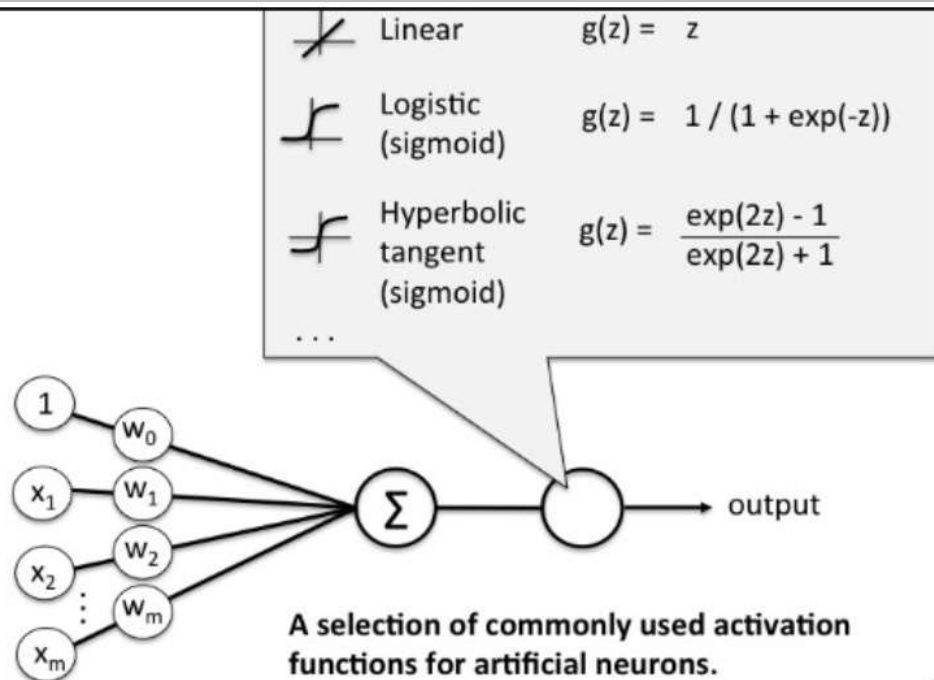 Linear g(z) = z
Logistic
(sigmoid) g(z) = 1 / (1 + exp(-z))
Hyperbolic
tangent
(sigmoid) g(z) = exp(2z) - 1
exp(2z) + 1
...
1
w₀
x₁ w₁
x₂ w₂
⋮
xₘ wₘ
Σ
output
A selection of commonly used activation
functions for artificial neurons.